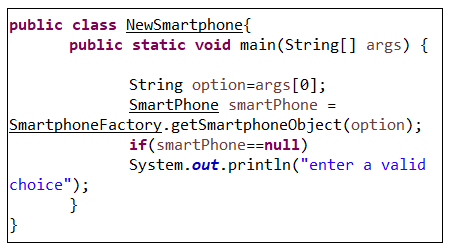 public class NewSmartphone{
public static void main(String[] args) {
String option=args[0];
SmartPhone smartPhone =
SmartphoneFactory.getSmartphoneObject(option);
if(smartPhone==null)
System.out.println("enter a valid
choice");
}
}